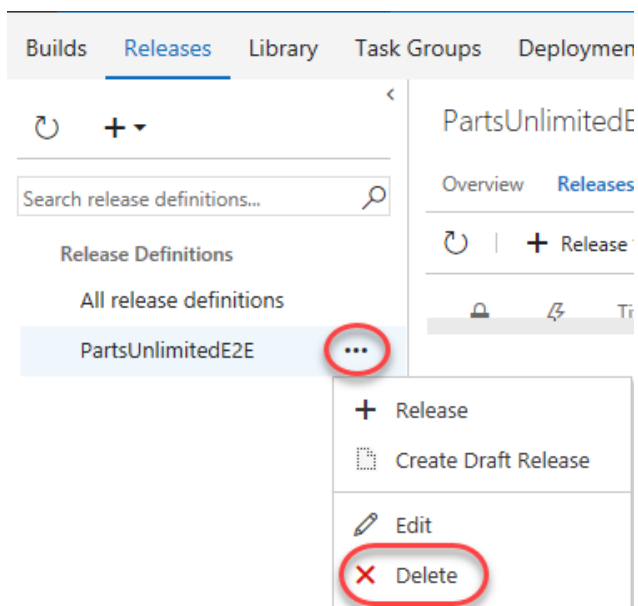 Builds Releases Library Task Groups Deploymen
PartsUnlimitedE
Search release definitions...
Overview Releases
Release
Release Definitions
All release definitions
Ti
PartsUnlimitedE2E
Release
Create Draft Release
Edit
Delete